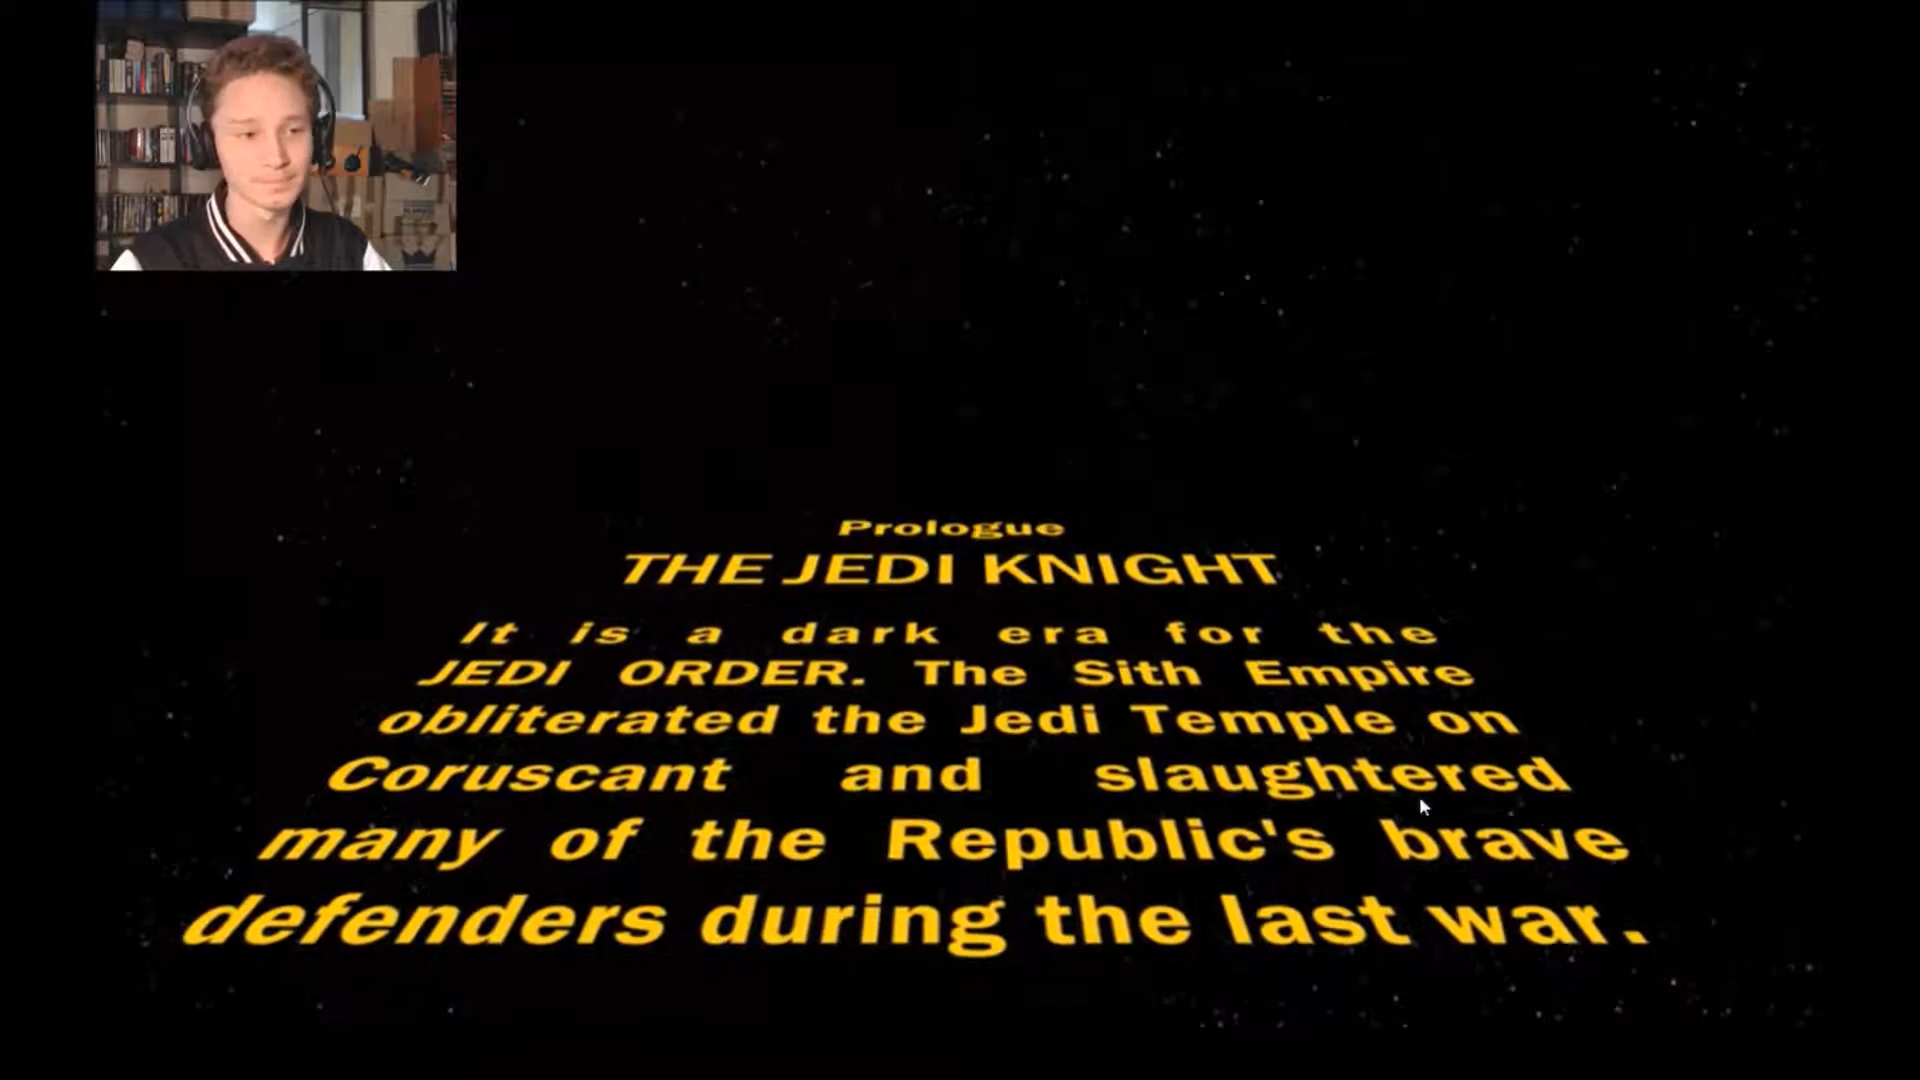 Prologue
THE JEDI KNIGHT
It is a dark era for the
JEDI ORDER. The Sith Empire
obliterated the Jedi Temple on
Coruscant and slaughtered
many of the Republic's brave
defenders during the last war.